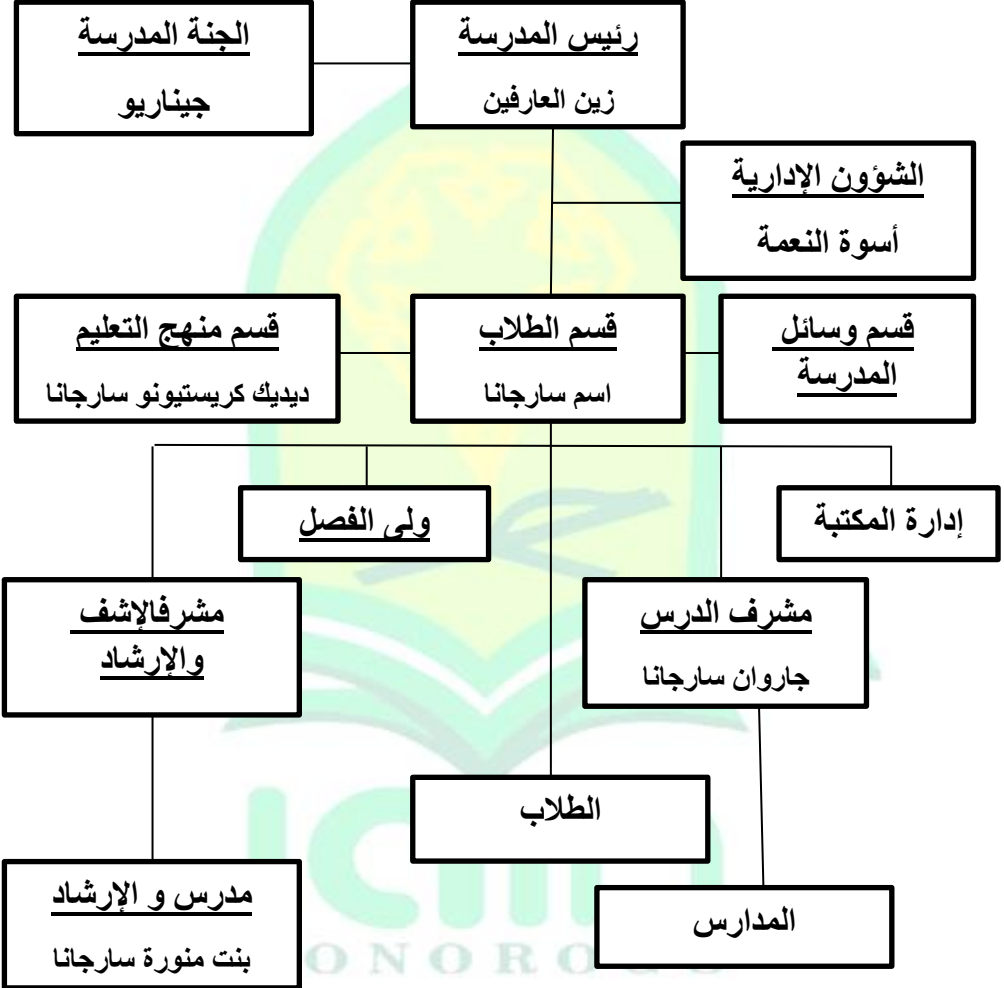 رئيس المدرسة
زين العارفين
الجنة المدرسة
جيناريو
الشؤون الإدارية
أسوة النعمة
قسم وسائل
المدرسة
قسم الطلاب
اسم سارجانا
قسم منهج التعليم
ديديك كريستيونو سارجانا
إدارة المكتبة
ولى الفصل
مشرف الدرس
جاروان سارجانا
مشرفالإشف
والإرشاد
الطلاب
المدارس
مدرس و الإرشاد
بنت منورة سارجانا